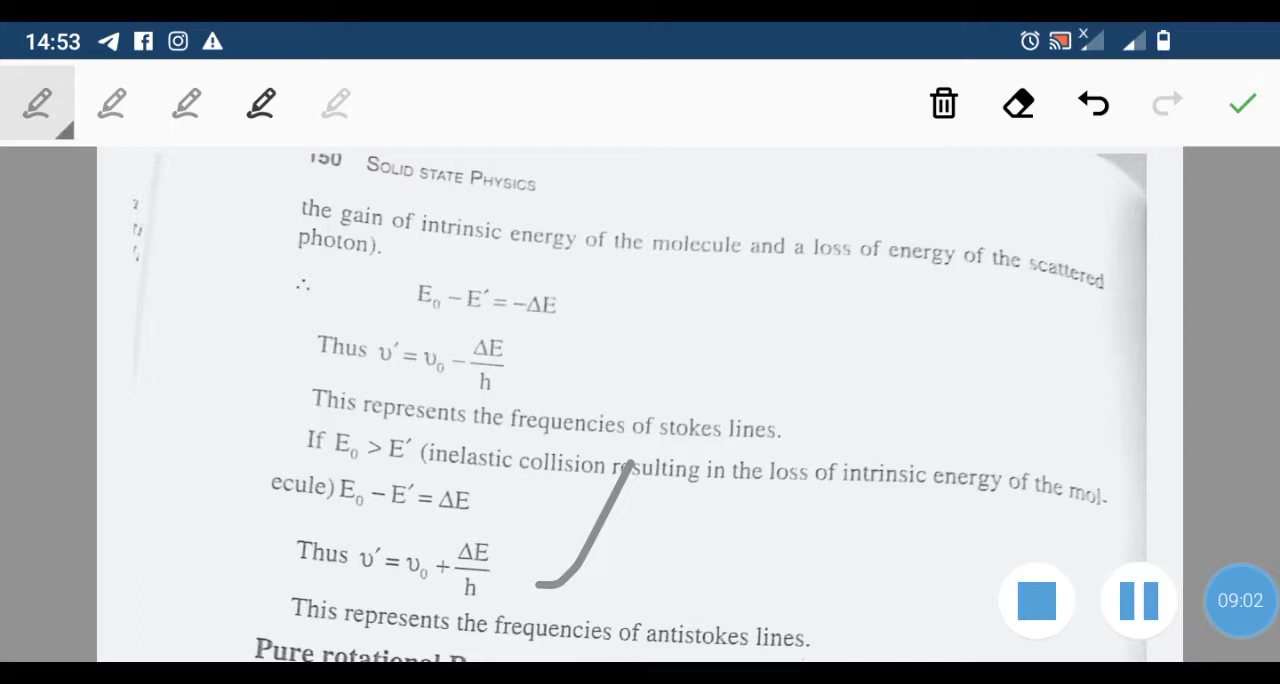 14:53
150 SOLID STATE PHYSICS
the gain of intrinsic energy of the molecule and a loss of energy of the scattered
photon).
∴ E₀ – E′ = –ΔE
Thus υ′ = υ₀ – ΔE/h
This represents the frequencies of stokes lines.
If E₀ > E′ (inelastic collision resulting in the loss of intrinsic energy of the mol-
ecule) E₀ – E′ = ΔE
Thus υ′ = υ₀ + ΔE/h
This represents the frequencies of antistokes lines.
Pure rotational
09:02